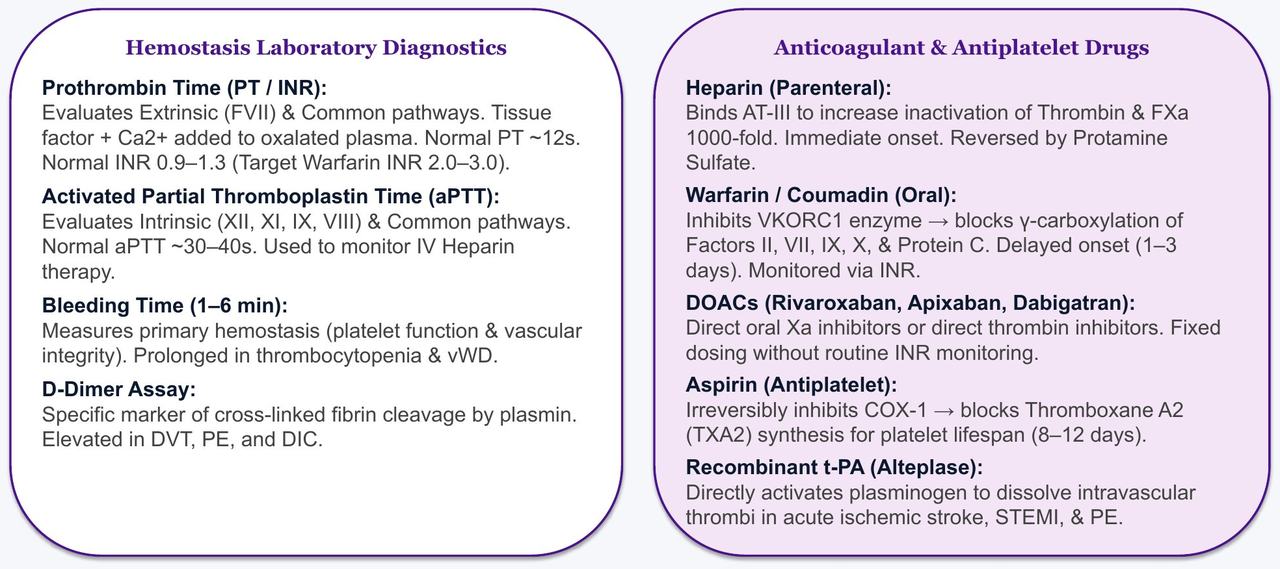 Hemostasis Laboratory Diagnostics
Prothrombin Time (PT / INR):
Evaluates Extrinsic (FVII) & Common pathways. Tissue
factor + Ca2+ added to oxalated plasma. Normal PT ~12s.
Normal INR 0.9–1.3 (Target Warfarin INR 2.0–3.0).
Activated Partial Thromboplastin Time (aPTT):
Evaluates Intrinsic (XII, XI, IX, VIII) & Common pathways.
Normal aPTT ~30–40s. Used to monitor IV Heparin
therapy.
Bleeding Time (1–6 min):
Measures primary hemostasis (platelet function & vascular
integrity). Prolonged in thrombocytopenia & vWD.
D-Dimer Assay:
Specific marker of cross-linked fibrin cleavage by plasmin.
Elevated in DVT, PE, and DIC.
Anticoagulant & Antiplatelet Drugs
Heparin (Parenteral):
Binds AT-III to increase inactivation of Thrombin & FXa
1000-fold. Immediate onset. Reversed by Protamine
Sulfate.
Warfarin / Coumadin (Oral):
Inhibits VKORC1 enzyme → blocks γ-carboxylation of
Factors II, VII, IX, X, & Protein C. Delayed onset (1–3
days). Monitored via INR.
DOACs (Rivaroxaban, Apixaban, Dabigatran):
Direct oral Xa inhibitors or direct thrombin inhibitors. Fixed
dosing without routine INR monitoring.
Aspirin (Antiplatelet):
Irreversibly inhibits COX-1 → blocks Thromboxane A2
(TXA2) synthesis for platelet lifespan (8–12 days).
Recombinant t-PA (Alteplase):
Directly activates plasminogen to dissolve intravascular
thrombi in acute ischemic stroke, STEMI, & PE.